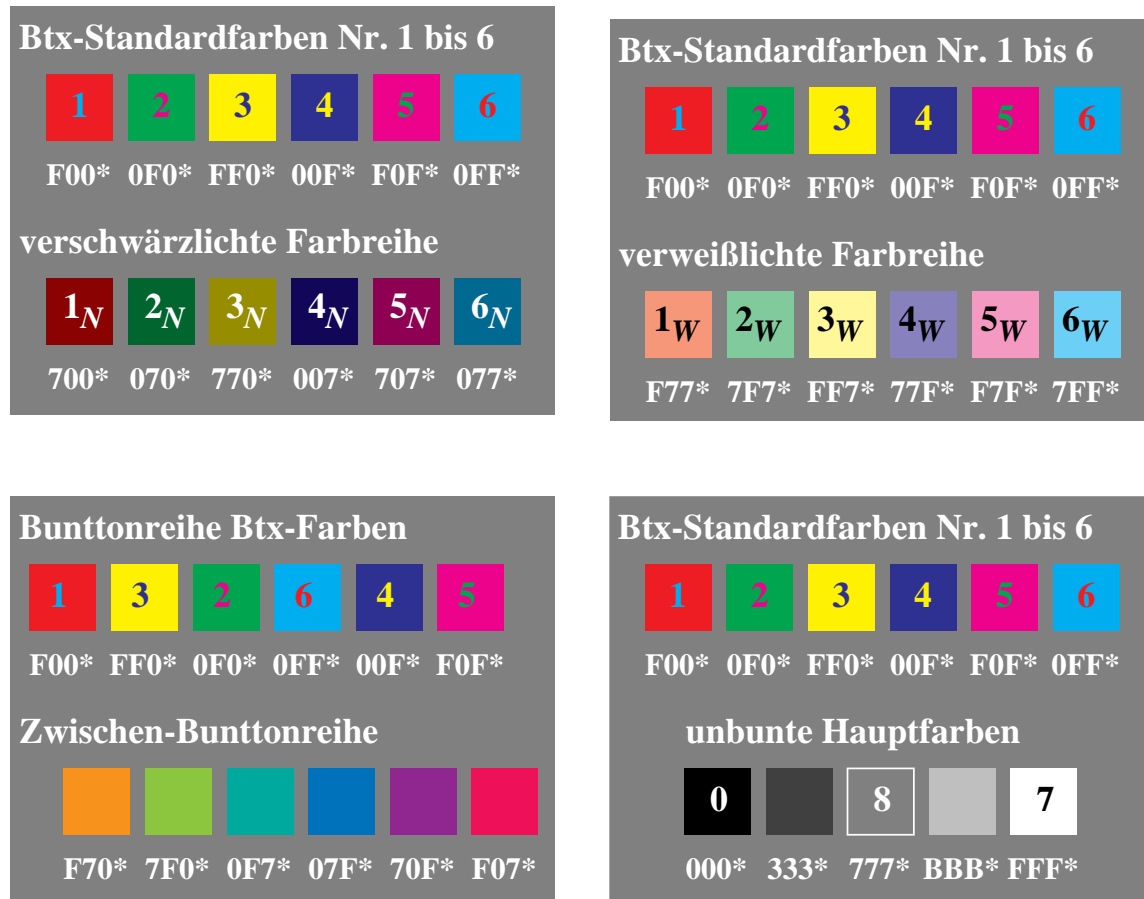 Btx-Standardfarben Nr. 1 bis 6
1 2 3 4 5 6
F00* 0F0* FF0* 00F* F0F* 0FF*
verschwärzlichte Farbreihe
1N 2N 3N 4N 5N 6N
700* 070* 770* 007* 707* 077*
Btx-Standardfarben Nr. 1 bis 6
1 2 3 4 5 6
F00* 0F0* FF0* 00F* F0F* 0FF*
verweißlichte Farbreihe
1W 2W 3W 4W 5W 6W
F77* 7F7* FF7* 77F* F7F* 7FF*
Bunttonreihe Btx-Farben
1 3 2 6 4 5
F00* FF0* 0F0* 0FF* 00F* F0F*
Zwischen-Bunttonreihe
F70* 7F0* 0F7* 07F* 70F* F07*
Btx-Standardfarben Nr. 1 bis 6
1 2 3 4 5 6
F00* 0F0* FF0* 00F* F0F* 0FF*
unbunte Hauptfarben
0 8 7
000* 333* 777* BBB* FFF*